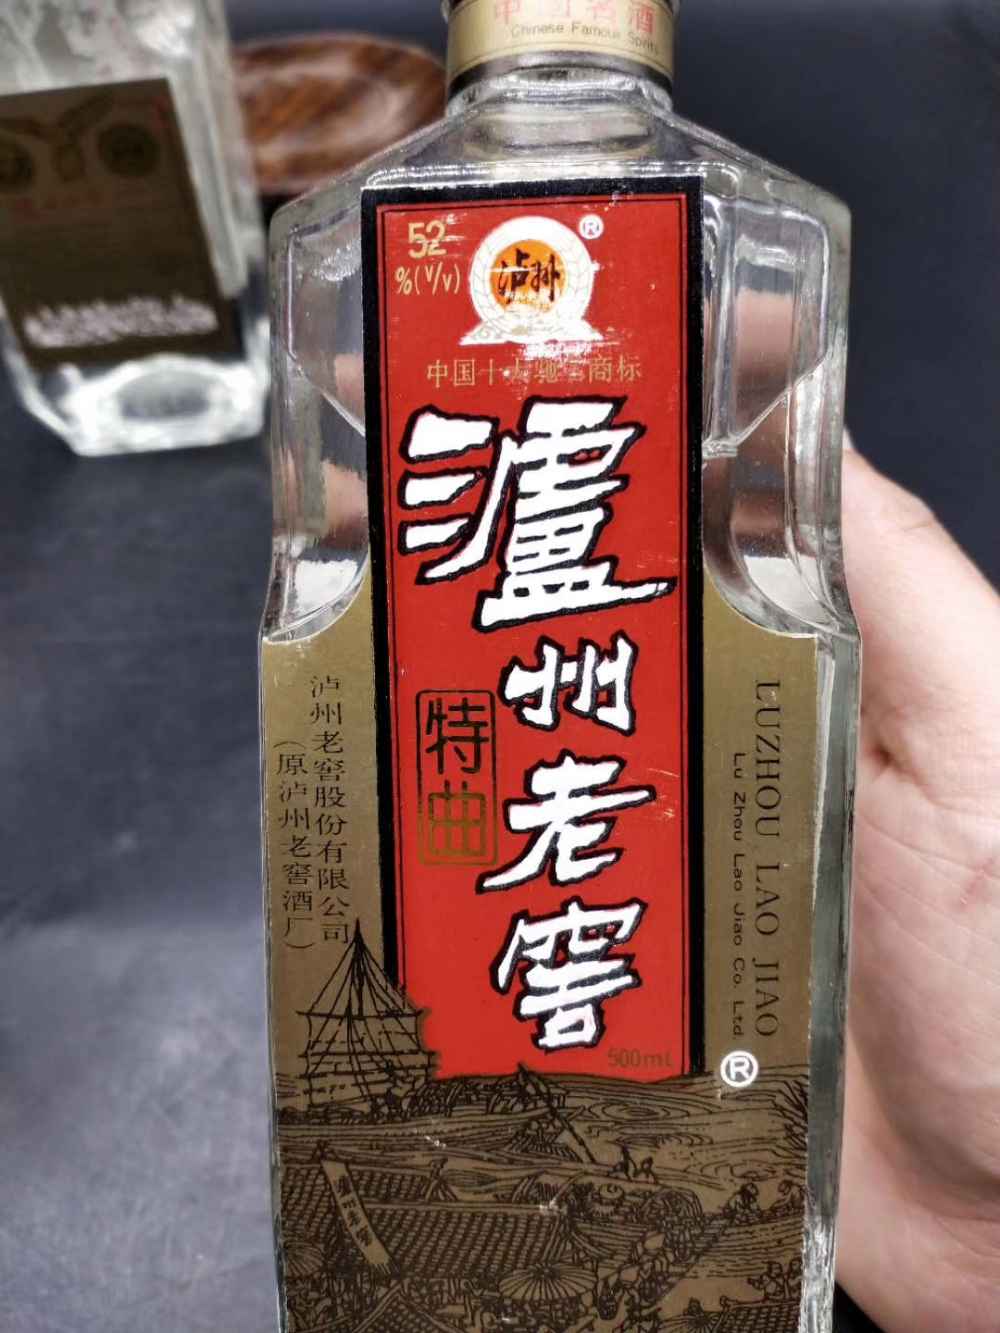 中国名酒
Chinese Famous Spirits
52°
%(v/v)
泸州
®
中国十大驰名商标
瀘州老窖
特曲
500ml
泸州老窖股份有限公司
(原泸州老窖酒厂)
LUZHOU LAO JIAO
Lu Zhou Lao Jiao Co. Ltd
®